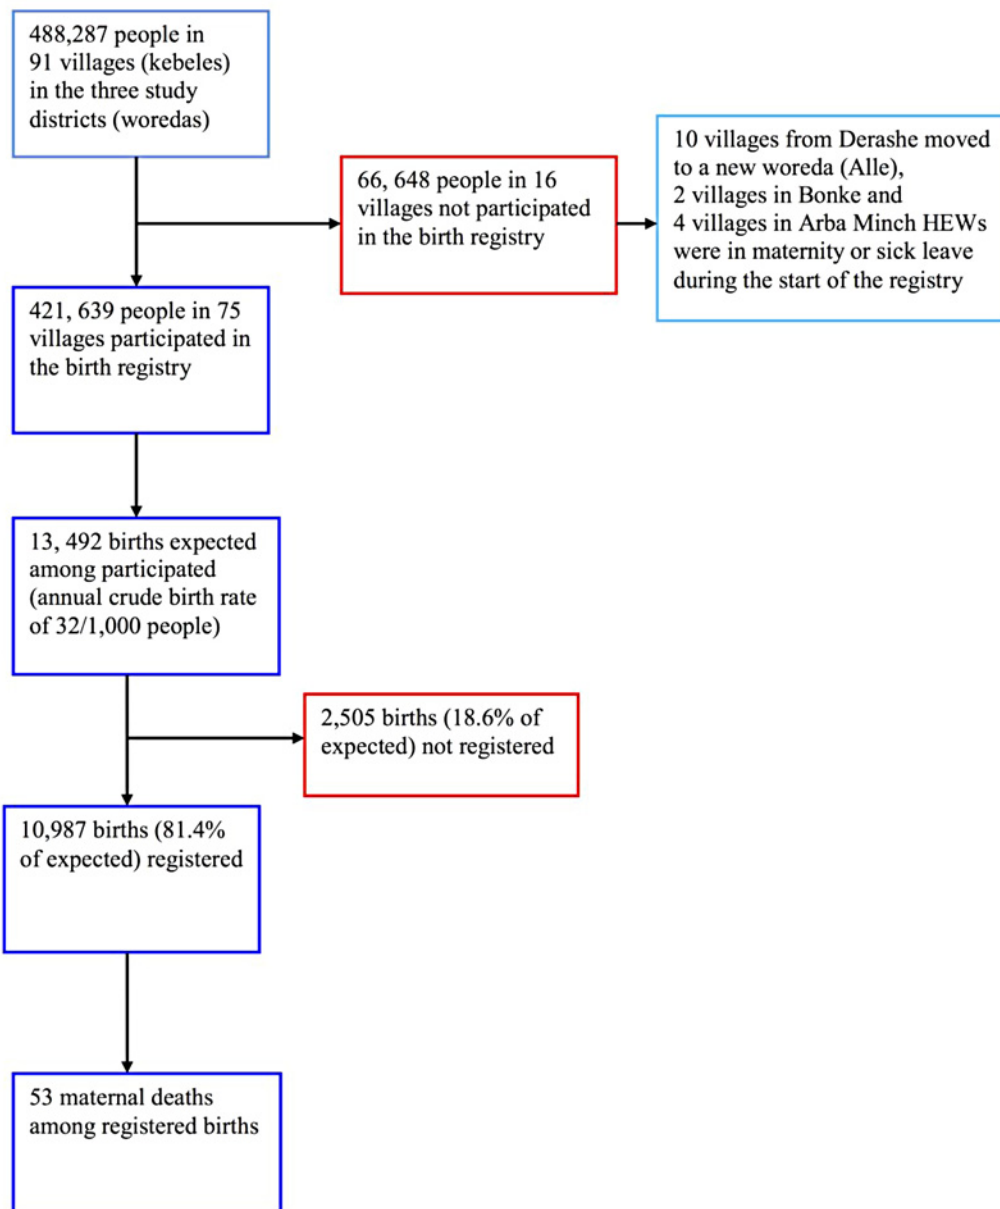 488,287 people in
91 villages (kebeles)
in the three study
districts (woredas)
66, 648 people in 16
villages not participated
in the birth registry
10 villages from Derashe moved
to a new woreda (Alle),
2 villages in Bonke and
4 villages in Arba Minch HEWs
were in maternity or sick leave
during the start of the registry
421, 639 people in 75
villages participated in
the birth registry
13, 492 births expected
among participated
(annual crude birth rate
of 32/1,000 people)
2,505 births (18.6% of
expected) not registered
10,987 births (81.4%
of expected) registered
53 maternal deaths
among registered births